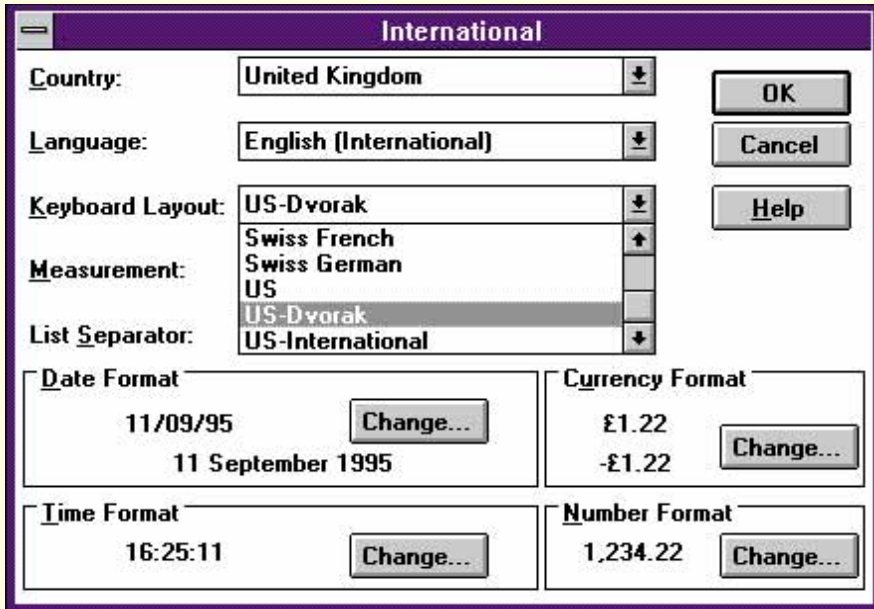 International
Country: United Kingdom
OK
Language: English (International)
Cancel
Keyboard Layout: US-Dvorak
Help
Swiss French
Swiss German
Measurement:
US
US-Dvorak
List Separator: US-International
Date Format
11/09/95 Change...
11 September 1995
Currency Format
£1.22
-£1.22
Change...
Time Format
16:25:11 Change...
Number Format
1,234.22 Change...